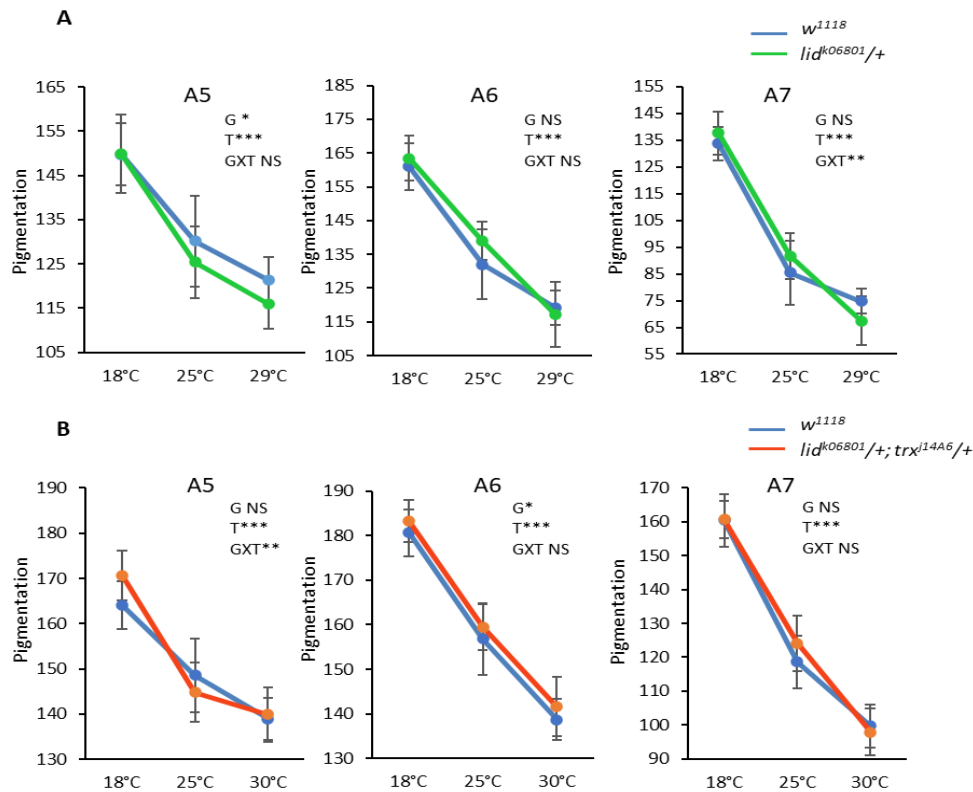 A
w1118
lidk06801/+
A5
G *
T***
GXT NS
Pigmentation
165
155
145
135
125
115
105
18°C 25°C 29°C
A6
G NS
T***
GXT NS
Pigmentation
185
175
165
155
145
135
125
115
105
18°C 25°C 29°C
A7
G NS
T***
GXT**
Pigmentation
155
145
135
125
115
105
95
85
75
65
55
18°C 25°C 29°C
B
w1118
lidk06801/+; trxj14A6/+
A5
G NS
T***
GXT**
Pigmentation
190
180
170
160
150
140
130
18°C 25°C 30°C
A6
G*
T***
GXT NS
Pigmentation
190
180
170
160
150
140
130
18°C 25°C 30°C
A7
G NS
T***
GXT NS
Pigmentation
170
160
150
140
130
120
110
100
90
18°C 25°C 30°C